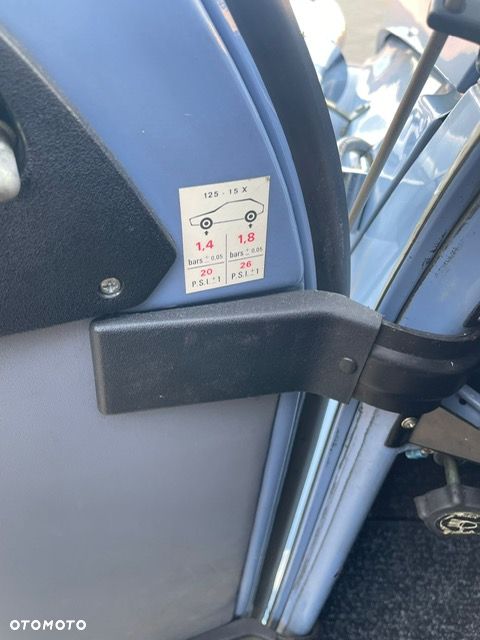 125 - 15 X
1,4 1,8
bars ± 0.05 bars ± 0.05
20 26
P.S.I. ± 1 P.S.I. ± 1
OTOMOTO